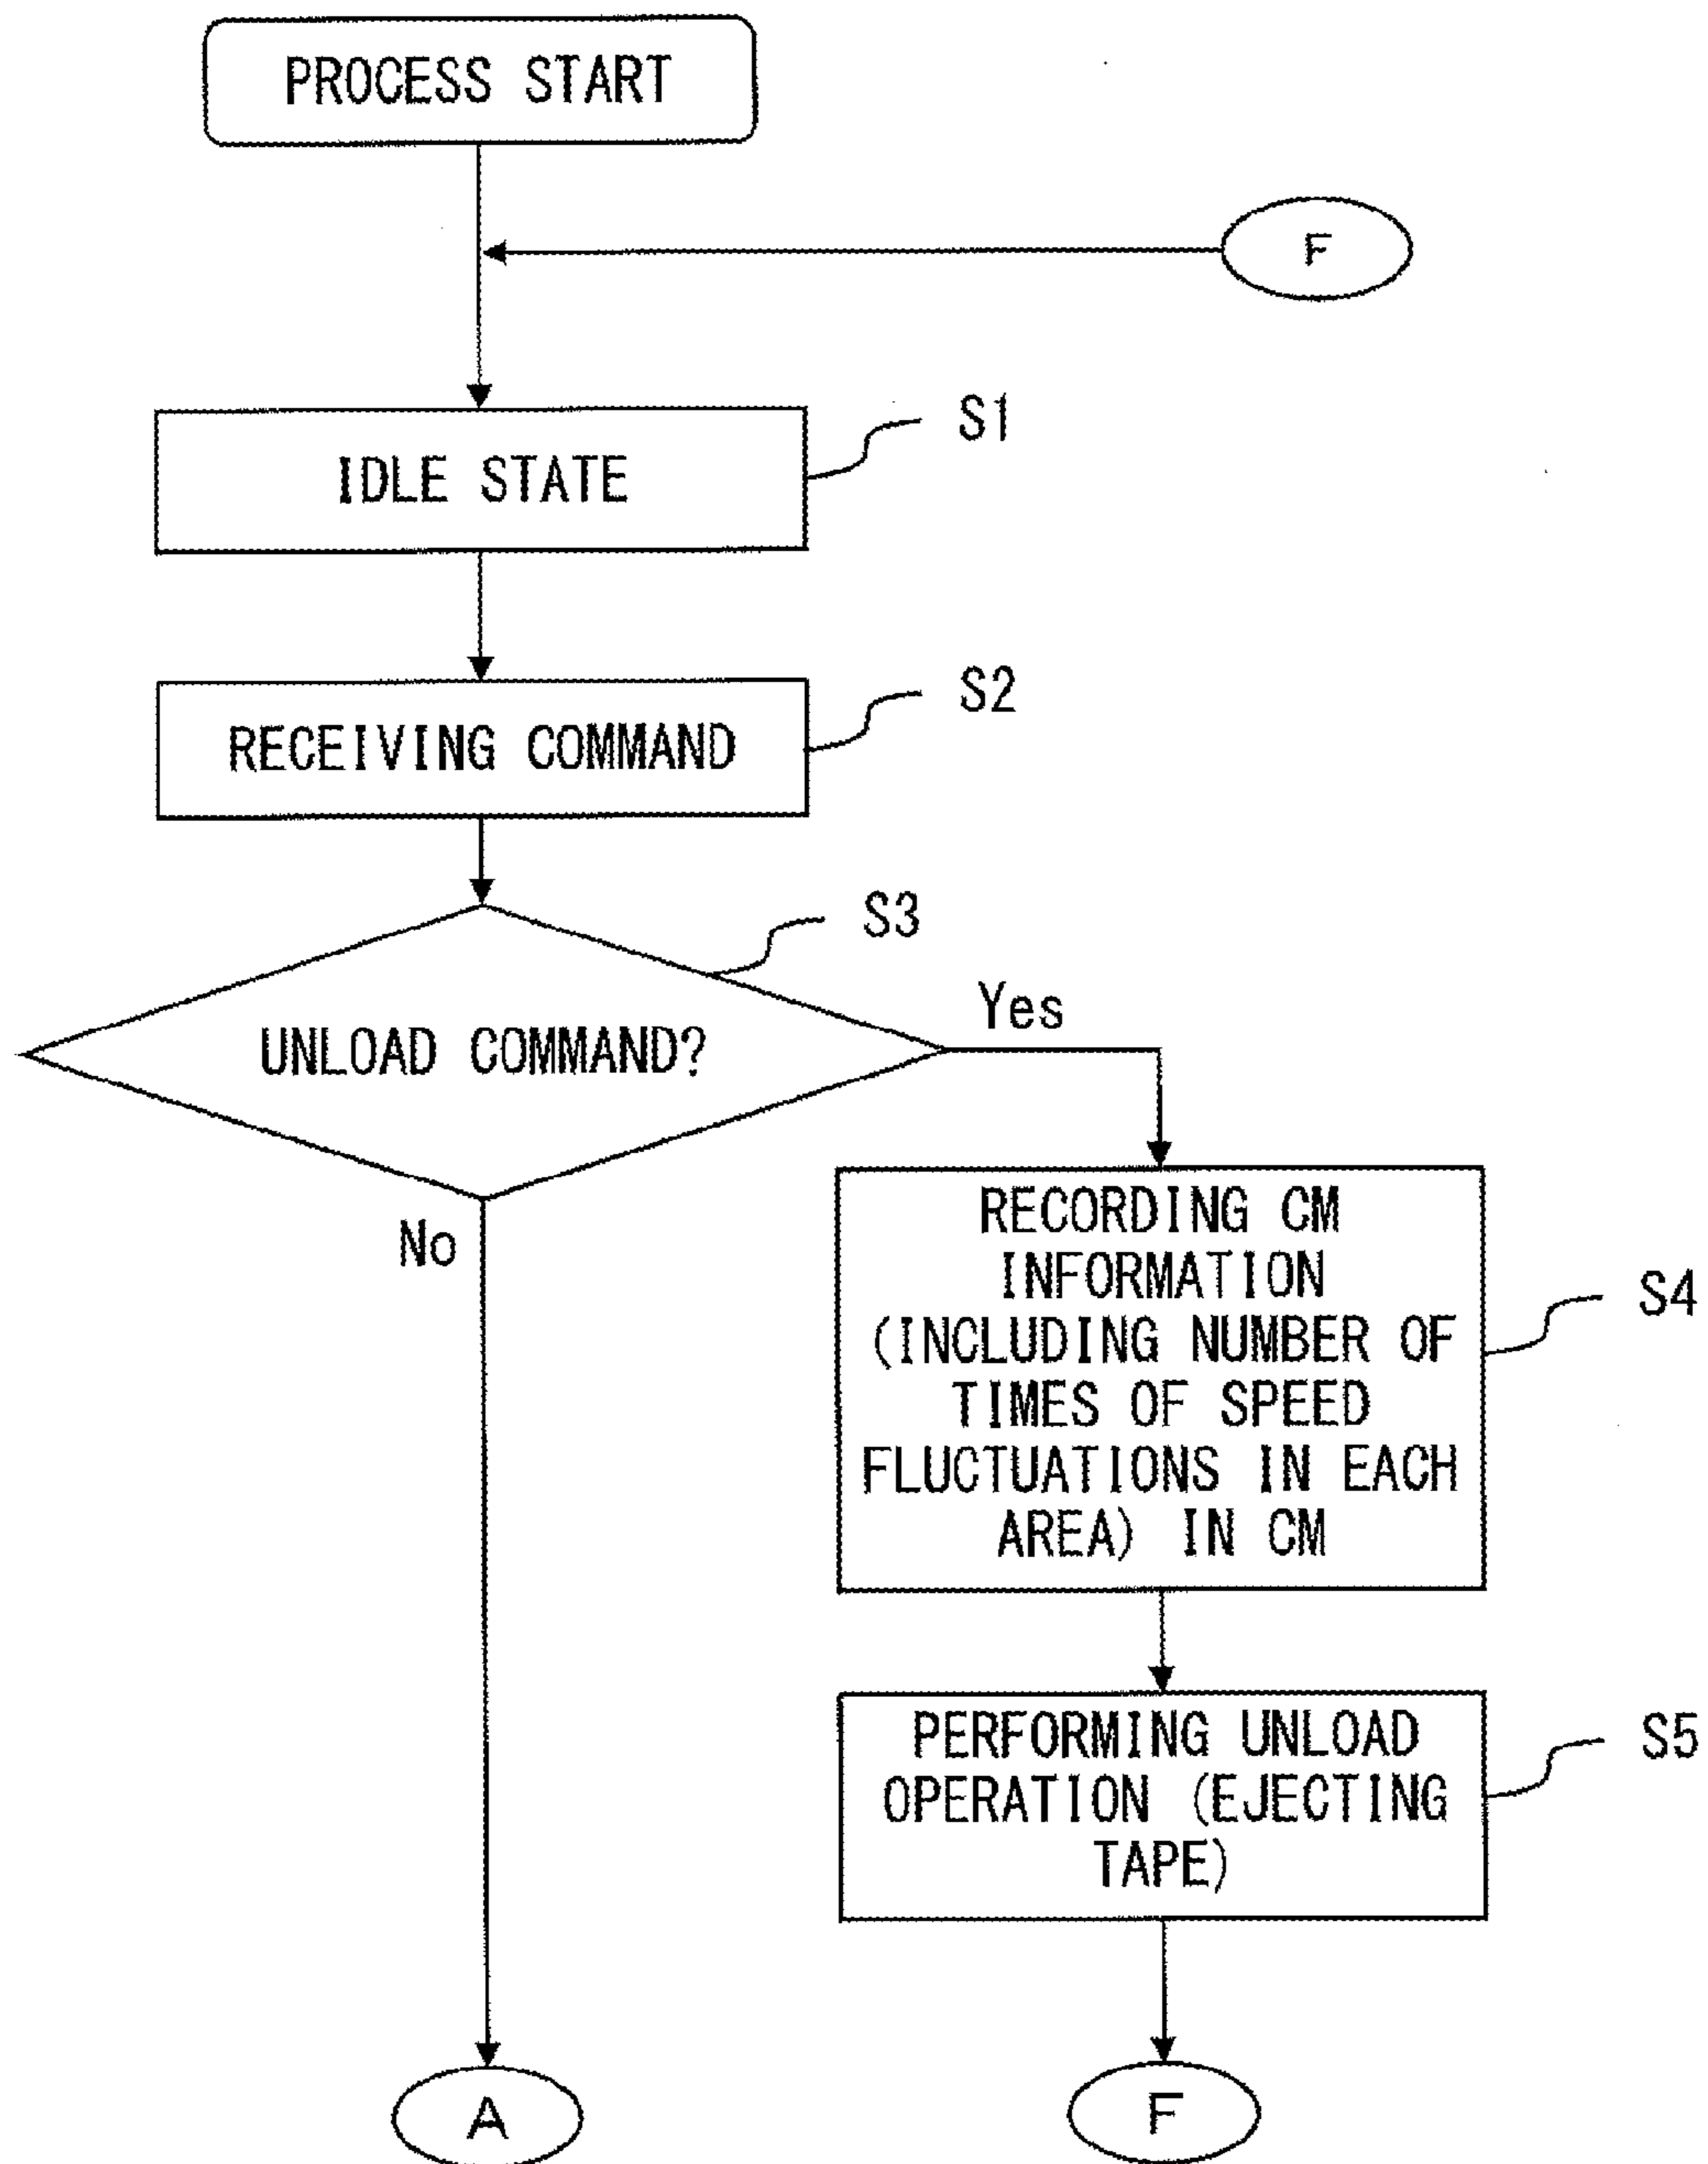 PROCESS START
F
S1
IDLE STATE
S2
RECEIVING COMMAND
S3
UNLOAD COMMAND?
Yes
No
RECORDING CM
INFORMATION
(INCLUDING NUMBER OF
TIMES OF SPEED
FLUCTUATIONS IN EACH
AREA) IN CM
S4
PERFORMING UNLOAD
OPERATION (EJECTING
TAPE)
S5
A
F